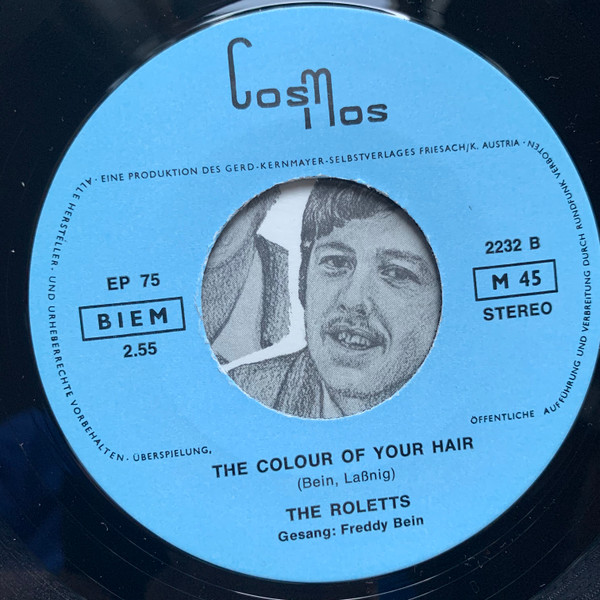 CosMos
ALLE HERSTELLER- UND URHEBERRECHTE VORBEHALTEN · ÜBERSPIELUNG,
· EINE PRODUKTION DES GERD-KERNMAYER-SELBSTVERLAGES FRIESACH/K. AUSTRIA ·
ÖFFENTLICHE AUFFÜHRUNG UND VERBREITUNG DURCH RUNDFUNK VERBOTEN
EP 75
BIEM
2.55
2232 B
M 45
STEREO
THE COLOUR OF YOUR HAIR
(Bein, Laßnig)
THE ROLETTS
Gesang: Freddy Bein